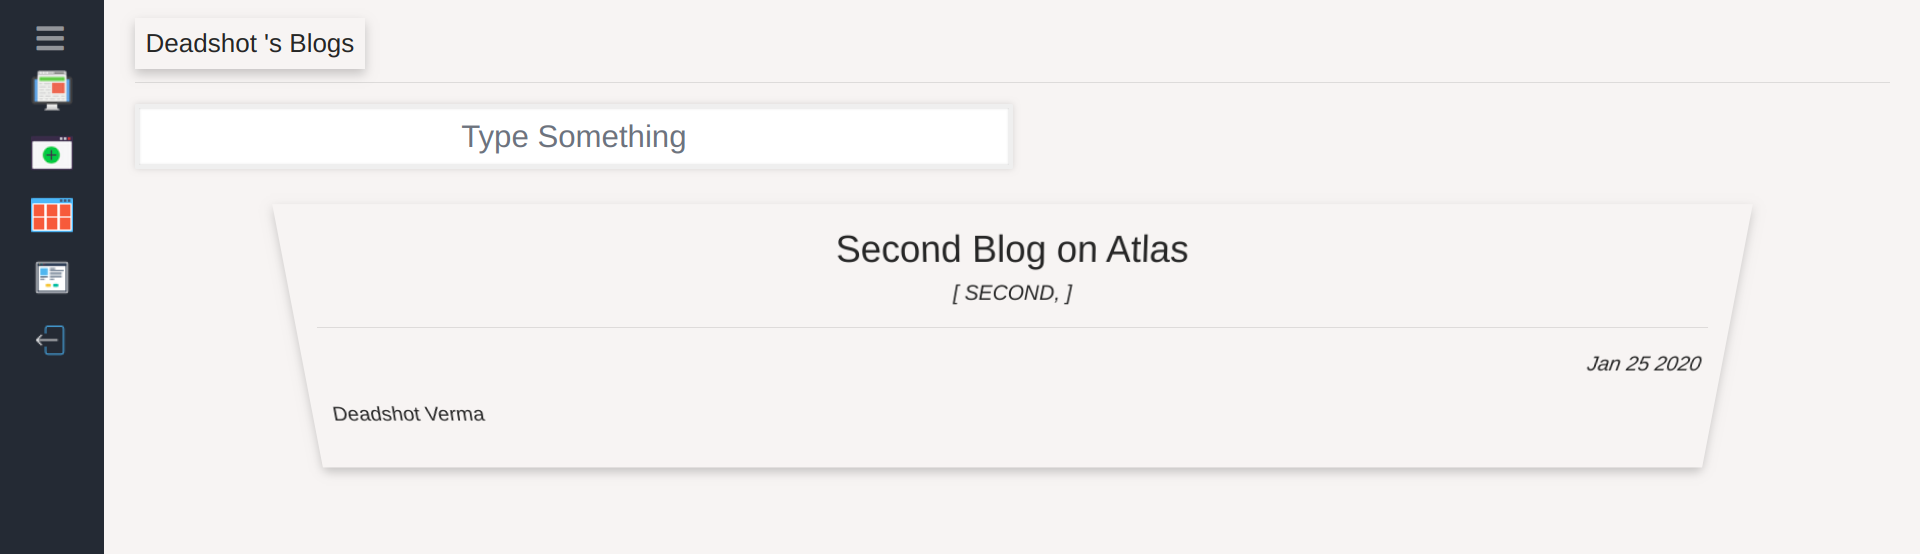 Deadshot 's Blogs
Type Something
Second Blog on Atlas
[ SECOND, ]
Jan 25 2020
Deadshot Verma